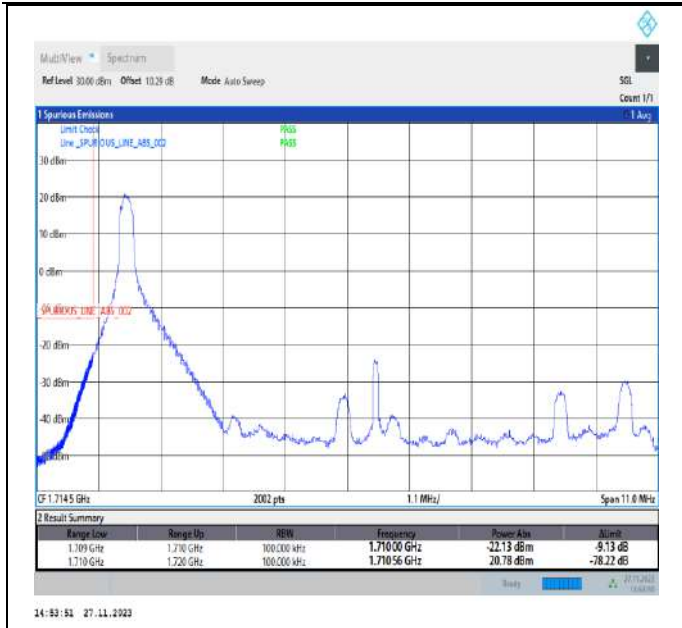 MultiView Spectrum
Ref Level 30.00 dBm Offset 10.29 dB Mode Auto Sweep SGL
Count 1/1
1 Spurious Emissions 1 Avg
Limit Check PASS
Line _SPURIOUS_LINE_ABS_002 PASS
30 dBm
20 dBm
10 dBm
0 dBm
SPURIOUS_LINE_ABS_002
-20 dBm
-30 dBm
-40 dBm
CF 1.7145 GHz 2002 pts 1.1 MHz/ Span 11.0 MHz
2 Result Summary
Range Low Range Up RBW Frequency Power Abs ΔLimit
1.709 GHz 1.710 GHz 100.000 kHz 1.71000 GHz -22.13 dBm -9.13 dB
1.710 GHz 1.720 GHz 100.000 kHz 1.71056 GHz 20.78 dBm -78.22 dB
Ready 27.11.2023
14:53:51 27.11.2023